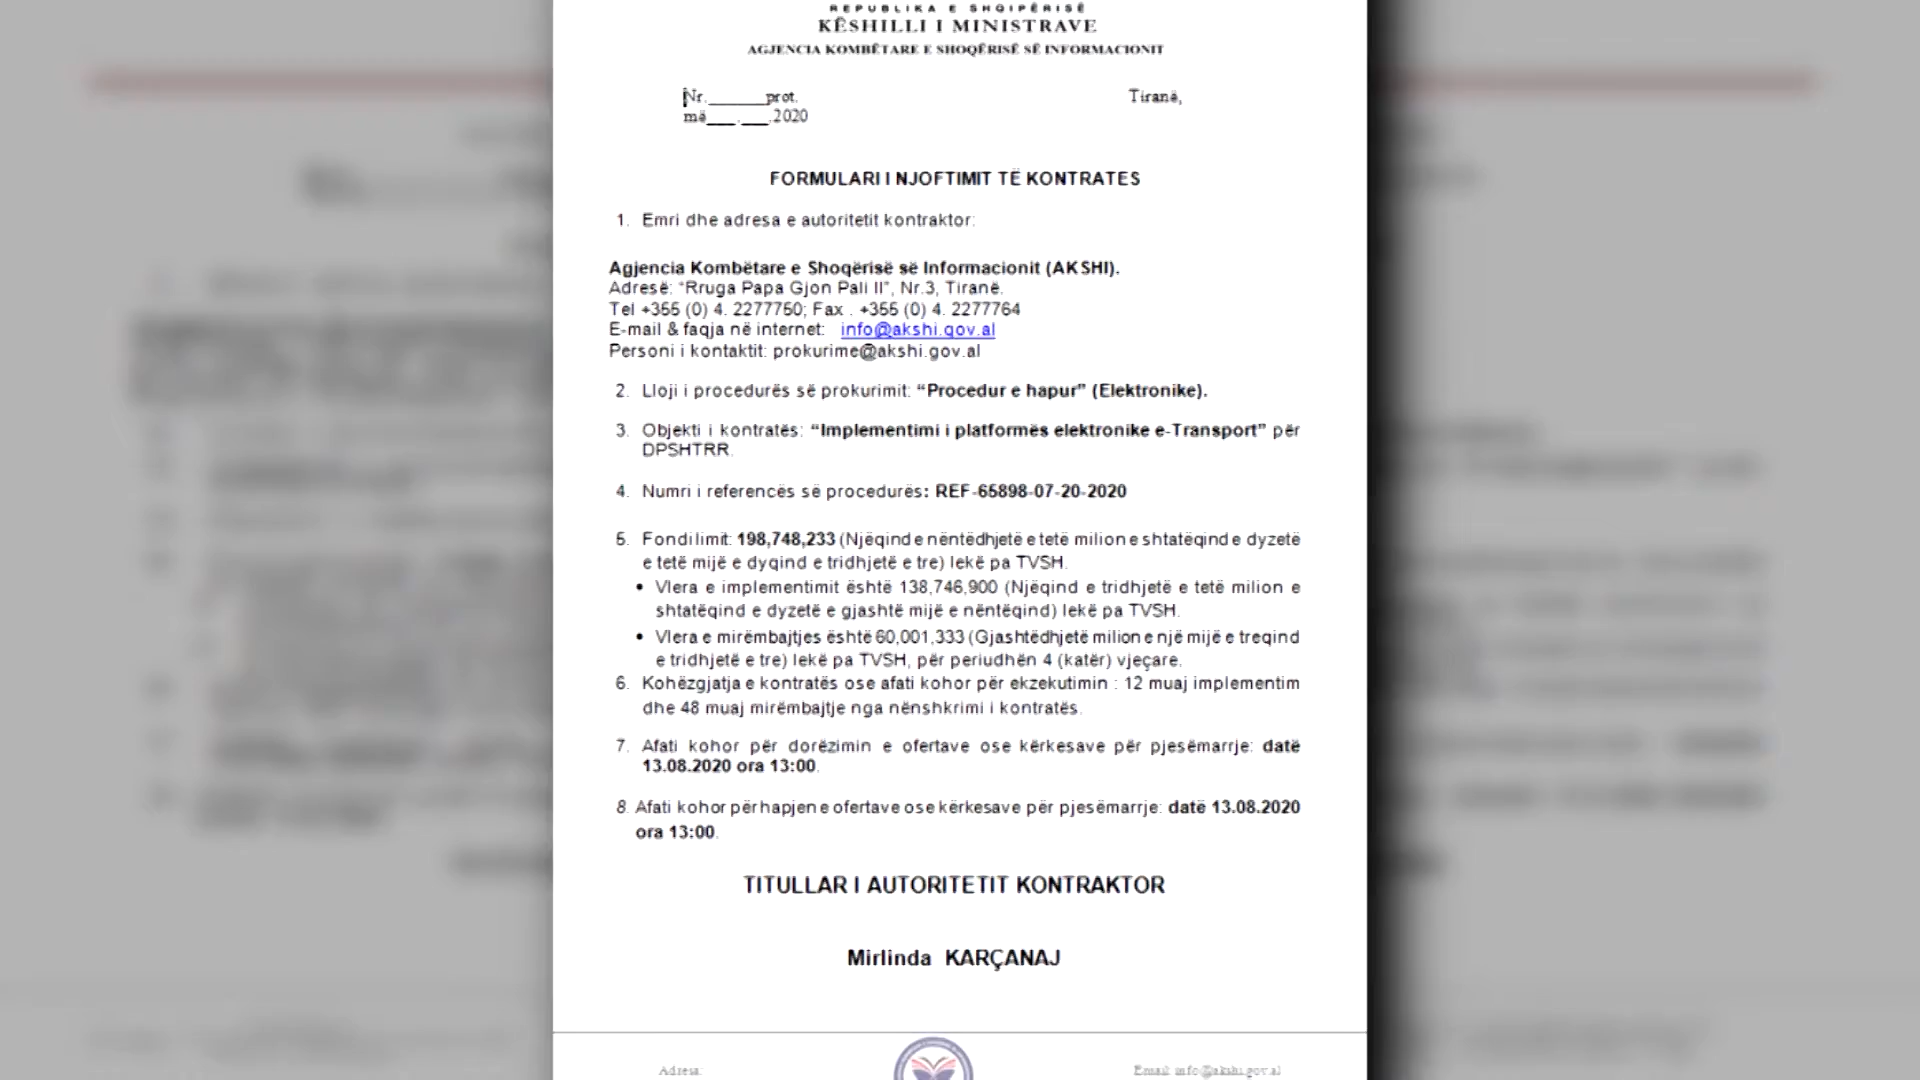 REPUBLIKA E SHQIPËRISË
KËSHILLI I MINISTRAVE
AGJENCIA KOMBËTARE E SHOQËRISË SË INFORMACIONIT
Nr.______prot. Tiranë,
më___.___.2020
FORMULARI I NJOFTIMIT TË KONTRATES
1. Emri dhe adresa e autoritetit kontraktor:
Agjencia Kombëtare e Shoqërisë së Informacionit (AKSHI).
Adresë: “Rruga Papa Gjon Pali II”, Nr.3, Tiranë.
Tel +355 (0) 4. 2277750; Fax . +355 (0) 4. 2277764
E-mail & faqja në internet: info@akshi.gov.al
Personi i kontaktit: prokurime@akshi.gov.al
2. Lloji i procedurës së prokurimit: “Procedur e hapur” (Elektronike).
3. Objekti i kontratës: “Implementimi i platformës elektronike e-Transport” për
DPSHTRR.
4. Numri i referencës së procedurës: REF-65898-07-20-2020
5. Fondi limit: 198,748,233 (Njëqind e nëntëdhjetë e tetë milion e shtatëqind e dyzetë
e tetë mijë e dyqind e tridhjetë e tre) lekë pa TVSH.
• Vlera e implementimit është 138,746,900 (Njëqind e tridhjetë e tetë milion e
shtatëqind e dyzetë e gjashtë mijë e nëntëqind) lekë pa TVSH.
• Vlera e mirëmbajtjes është 60,001,333 (Gjashtëdhjetë milion e një mijë e treqind
e tridhjetë e tre) lekë pa TVSH, për periudhën 4 (katër) vjeçare.
6. Kohëzgjatja e kontratës ose afati kohor për ekzekutimin : 12 muaj implementim
dhe 48 muaj mirëmbajtje nga nënshkrimi i kontratës.
7. Afati kohor për dorëzimin e ofertave ose kërkesave për pjesëmarrje: datë
13.08.2020 ora 13:00.
8. Afati kohor për hapjen e ofertave ose kërkesave për pjesëmarrje: datë 13.08.2020
ora 13:00.
TITULLAR I AUTORITETIT KONTRAKTOR
Mirlinda KARÇANAJ
Adresa: Email: info@akshi.gov.al